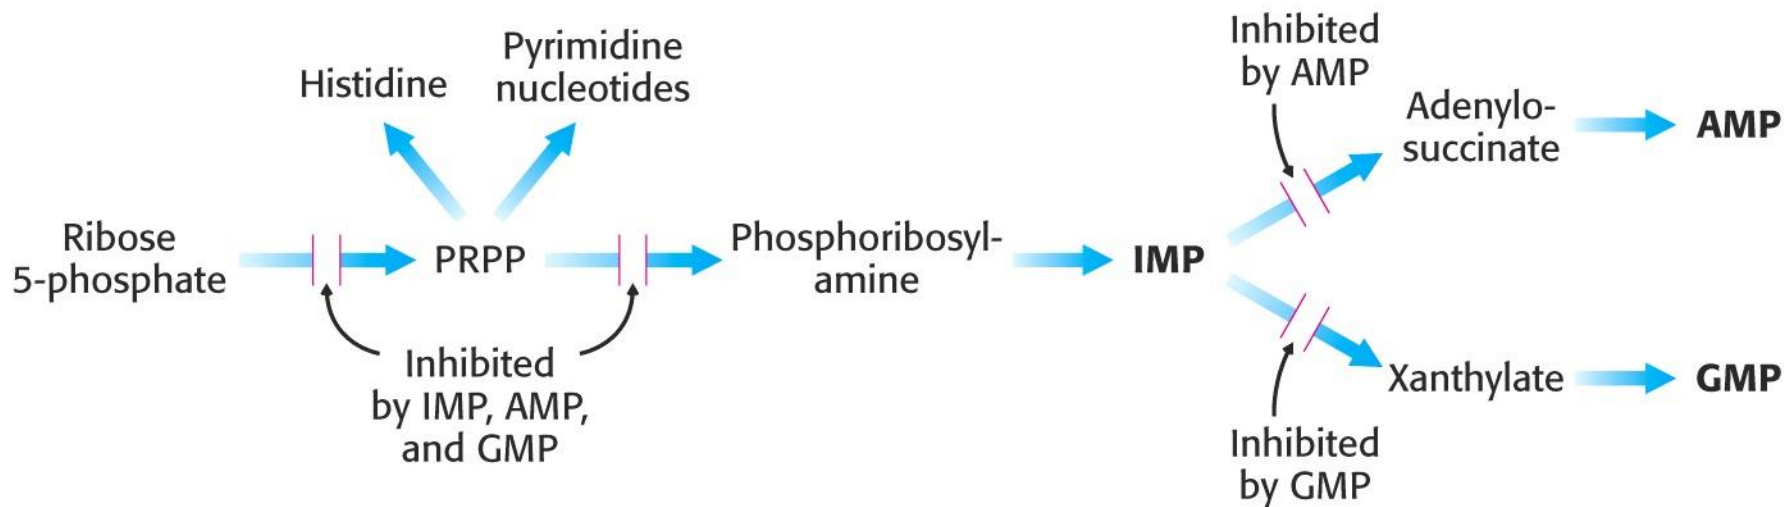 Histidine
Pyrimidine
nucleotides
Ribose
5-phosphate
PRPP
Inhibited
by IMP, AMP,
and GMP
Phosphoribosyl-
amine
IMP
Inhibited
by AMP
Adenylo-
succinate
AMP
Xanthylate
GMP
Inhibited
by GMP